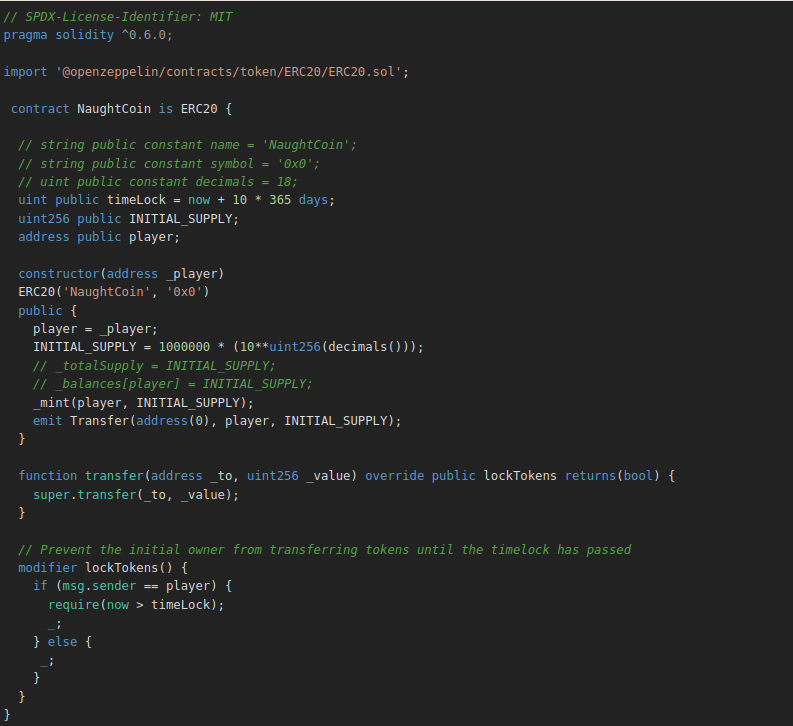 // SPDX-License-Identifier: MIT
pragma solidity ^0.6.0;

import '@openzeppelin/contracts/token/ERC20/ERC20.sol';

 contract NaughtCoin is ERC20 {

  // string public constant name = 'NaughtCoin';
  // string public constant symbol = '0x0';
  // uint public constant decimals = 18;
  uint public timeLock = now + 10 * 365 days;
  uint256 public INITIAL_SUPPLY;
  address public player;

  constructor(address _player)
  ERC20('NaughtCoin', '0x0')
  public {
    player = _player;
    INITIAL_SUPPLY = 1000000 * (10**uint256(decimals()));
    // _totalSupply = INITIAL_SUPPLY;
    // _balances[player] = INITIAL_SUPPLY;
    _mint(player, INITIAL_SUPPLY);
    emit Transfer(address(0), player, INITIAL_SUPPLY);
  }

  function transfer(address _to, uint256 _value) override public lockTokens returns(bool) {
    super.transfer(_to, _value);
  }

  // Prevent the initial owner from transferring tokens until the timelock has passed
  modifier lockTokens() {
    if (msg.sender == player) {
      require(now > timeLock);
      _;
    } else {
     _;
    }
  }
}